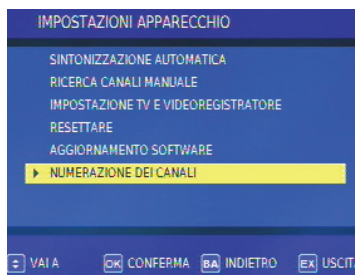 IMPOSTAZIONI APPARECCHIO
SINTONIZZAZIONE AUTOMATICA
RICERCA CANALI MANUALE
IMPOSTAZIONE TV E VIDEOREGISTRATORE
RESETTARE
AGGIORNAMENTO SOFTWARE
NUMERAZIONE DEI CANALI
VAI A OK CONFERMA BA INDIETRO EX USCIT